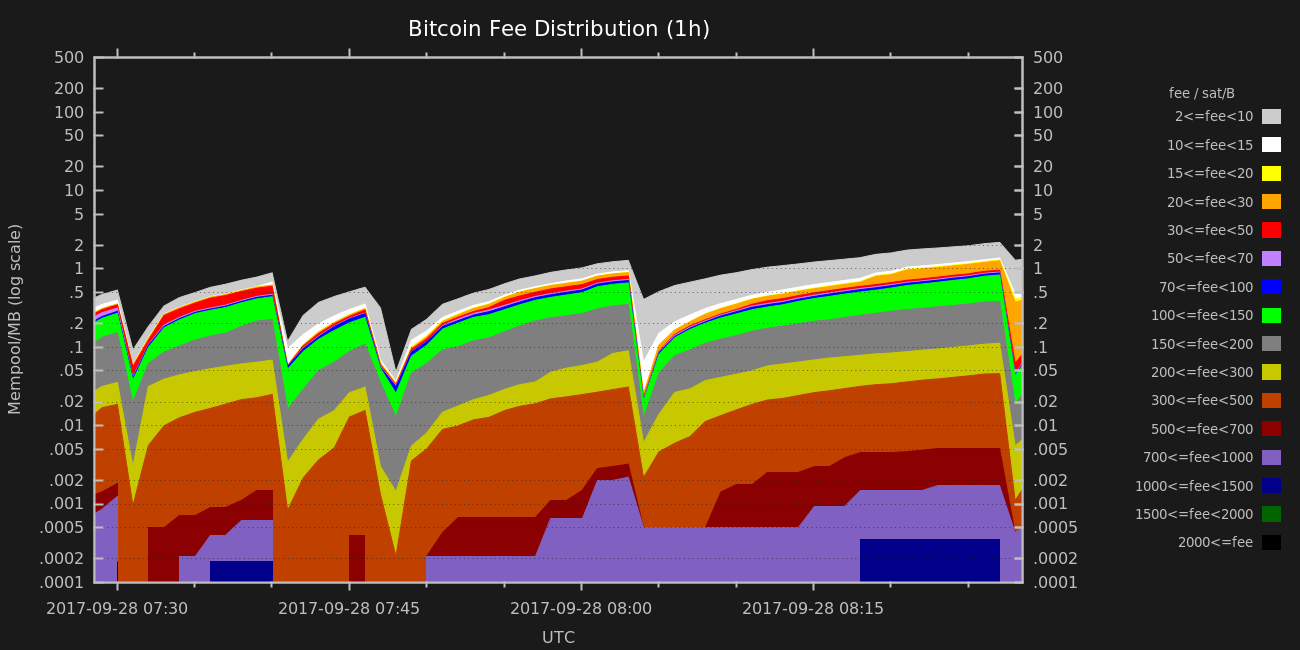 Bitcoin Fee Distribution (1h)
500
200
100
50
20
10
5
2
1
.5
.2
.1
.05
.02
.01
.005
.002
.001
.0005
.0002
.0001
Mempool/MB (log scale)
500
200
100
50
20
10
5
2
1
.5
.2
.1
.05
.02
.01
.005
.002
.001
.0005
.0002
.0001
2017-09-28 07:30
2017-09-28 07:45
2017-09-28 08:00
2017-09-28 08:15
UTC
fee / sat/B
2<=fee<10
10<=fee<15
15<=fee<20
20<=fee<30
30<=fee<50
50<=fee<70
70<=fee<100
100<=fee<150
150<=fee<200
200<=fee<300
300<=fee<500
500<=fee<700
700<=fee<1000
1000<=fee<1500
1500<=fee<2000
2000<=fee